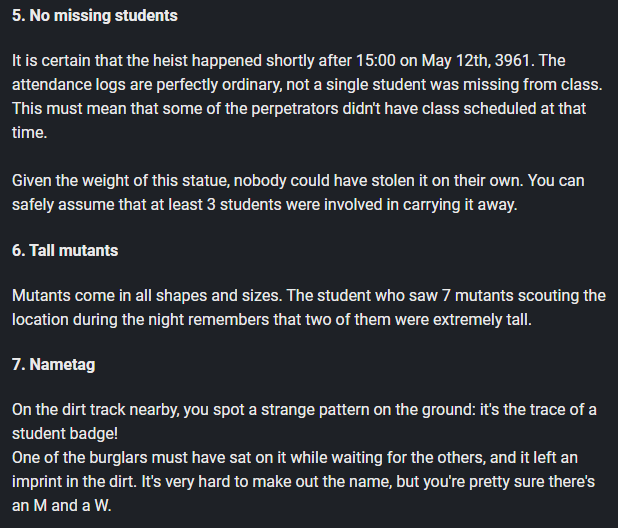 5. No missing students
It is certain that the heist happened shortly after 15:00 on May 12th, 3961. The
attendance logs are perfectly ordinary, not a single student was missing from class.
This must mean that some of the perpetrators didn't have class scheduled at that
time.
Given the weight of this statue, nobody could have stolen it on their own. You can
safely assume that at least 3 students were involved in carrying it away.
6. Tall mutants
Mutants come in all shapes and sizes. The student who saw 7 mutants scouting the
location during the night remembers that two of them were extremely tall.
7. Nametag
On the dirt track nearby, you spot a strange pattern on the ground: it's the trace of a
student badge!
One of the burglars must have sat on it while waiting for the others, and it left an
imprint in the dirt. It's very hard to make out the name, but you're pretty sure there's
an M and a W.